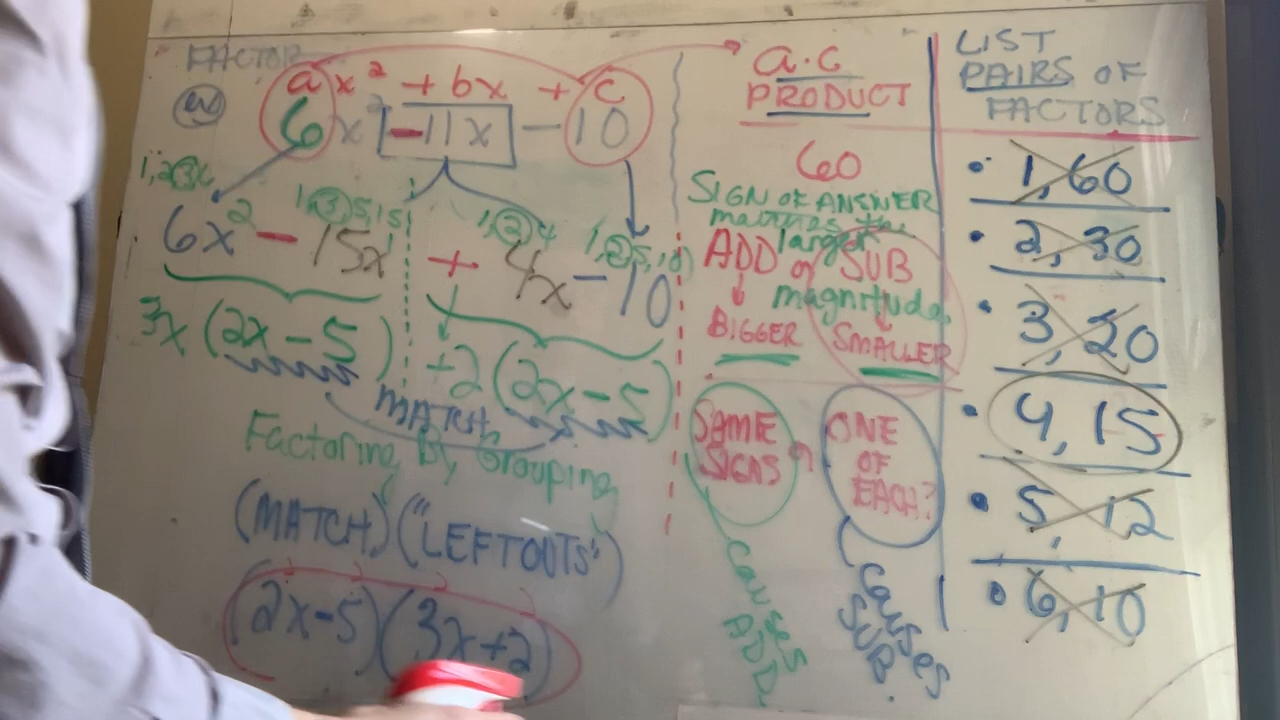 FACTOR
ax² + bx + c
ex 6x² - 11x - 10
1, 2, 3, 6
1, 3, 5, 15
1, 2, 4
1, 2, 5, 10
6x² - 15x + 4x - 10
3x (2x - 5) + 2 (2x - 5)
MATCH
Factoring By Grouping
(MATCH) ("LEFTOUTS")
(2x-5)(3x+2)
a.c
PRODUCT
60
SIGN OF ANSWER
matches the
larger
magnitude
ADD or SUB
BIGGER SMALLER
SAME
SIGNS
or
ONE
OF
EACH?
causes
ADD
causes
SUB.
LIST
PAIRS OF
FACTORS
• 1, 60
• 2, 30
• 3, 20
• 4, 15
• 5, 12
• 6, 10